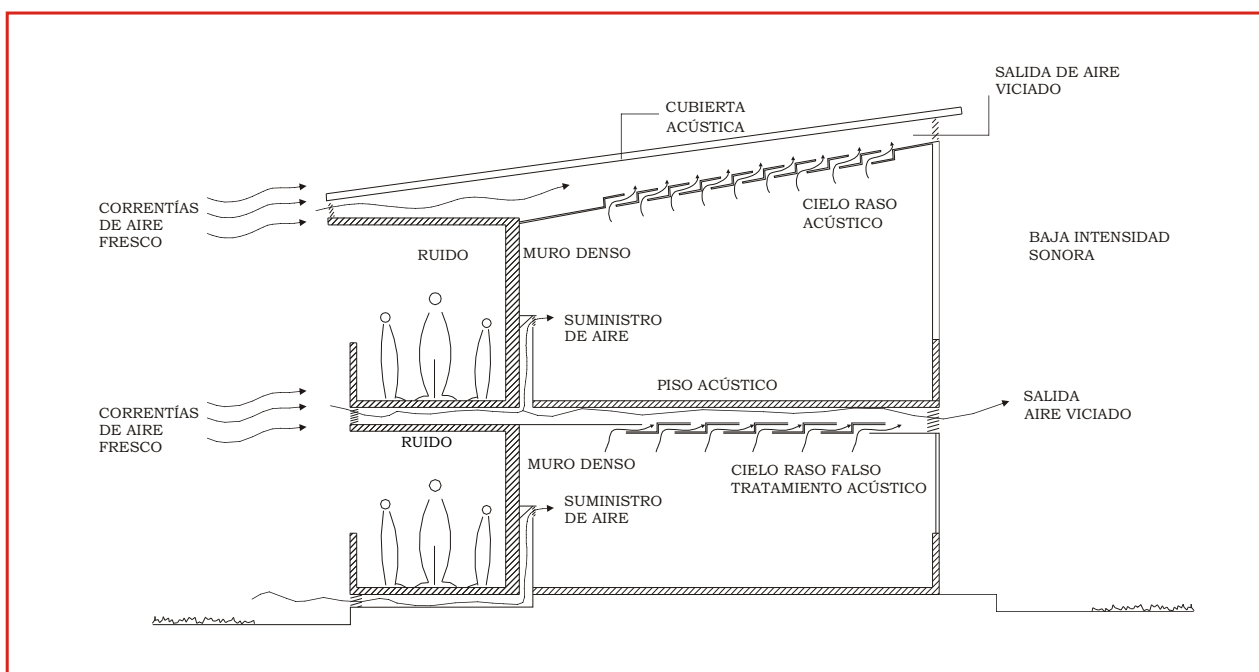 SALIDA DE AIRE
VICIADO
CUBIERTA
ACÚSTICA
CORRENTÍAS
DE AIRE
FRESCO
CIELO RASO
ACÚSTICO
BAJA INTENSIDAD
SONORA
RUIDO
MURO DENSO
SUMINISTRO
DE AIRE
PISO ACÚSTICO
SALIDA
AIRE VICIADO
CORRENTÍAS
DE AIRE
FRESCO
RUIDO
MURO DENSO
CIELO RASO FALSO
TRATAMIENTO ACÚSTICO
SUMINISTRO
DE AIRE